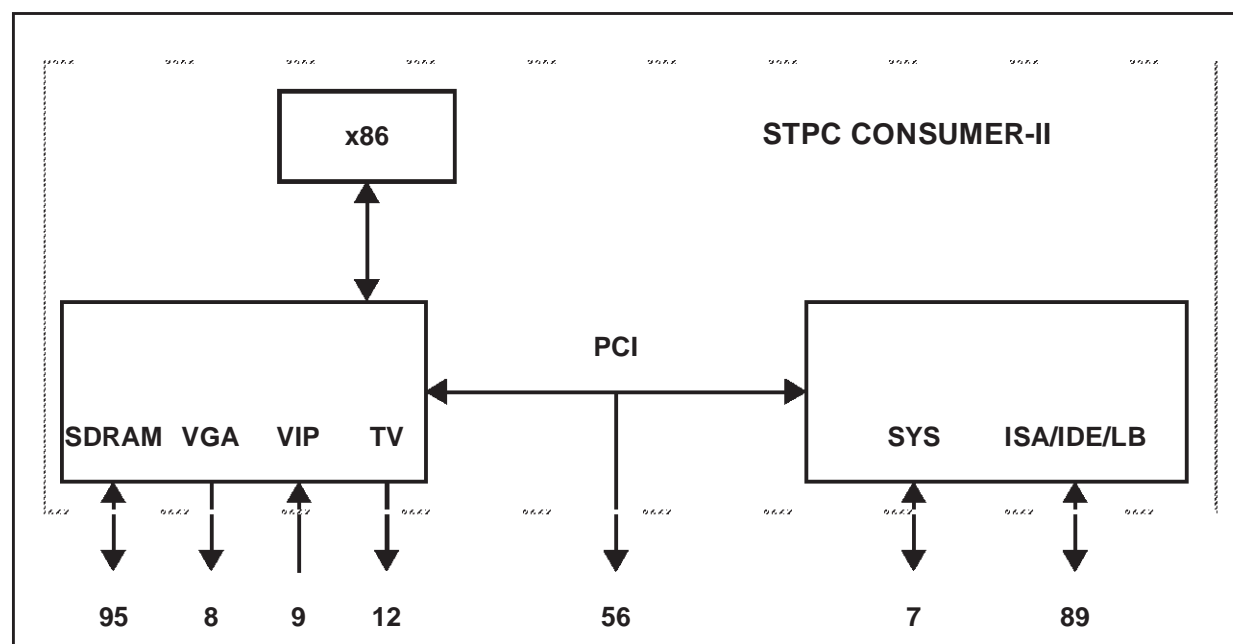 x86
STPC CONSUMER-II
PCI
SDRAM VGA VIP TV
SYS ISA/IDE/LB
95 8 9 12 56 7 89